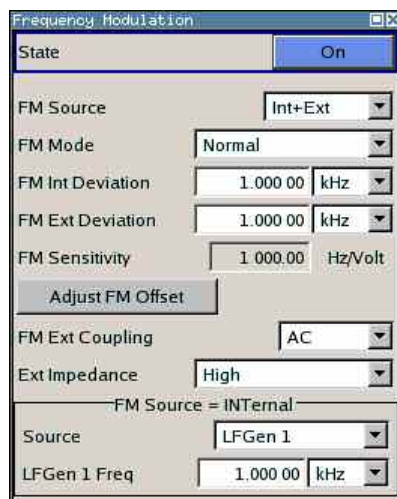 Frequency Modulation
State On
FM Source Int+Ext
FM Mode Normal
FM Int Deviation 1.000 00 kHz
FM Ext Deviation 1.000 00 kHz
FM Sensitivity 1 000.00 Hz/Volt
Adjust FM Offset
FM Ext Coupling AC
Ext Impedance High
FM Source = INTernal
Source LFGen 1
LFGen 1 Freq 1.000 00 kHz